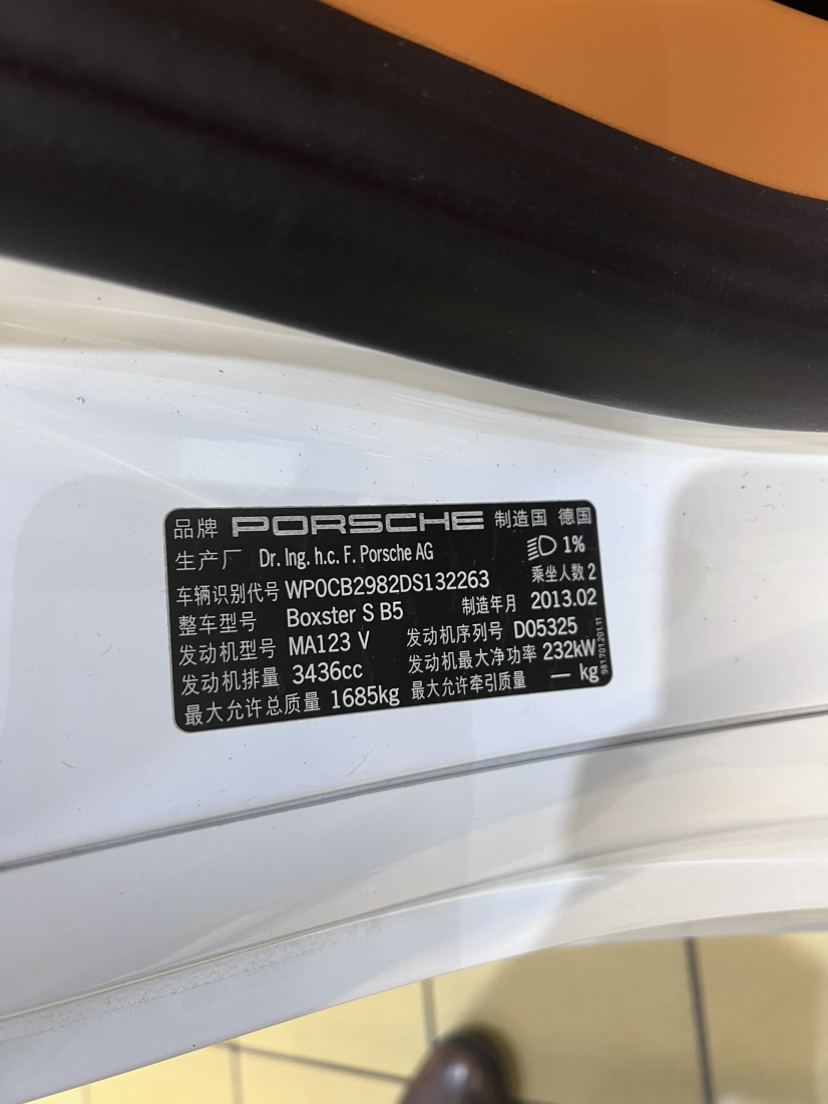 品牌 PORSCHE 制造国 德国
生产厂 Dr. Ing. h.c. F. Porsche AG 1%
车辆识别代号 WP0CB2982DS132263 乘坐人数 2
整车型号 Boxster S B5 制造年月 2013.02
发动机型号 MA123 V 发动机序列号 D05325
发动机排量 3436cc 发动机最大净功率 232kW
最大允许总质量 1685kg 最大允许牵引质量 — kg